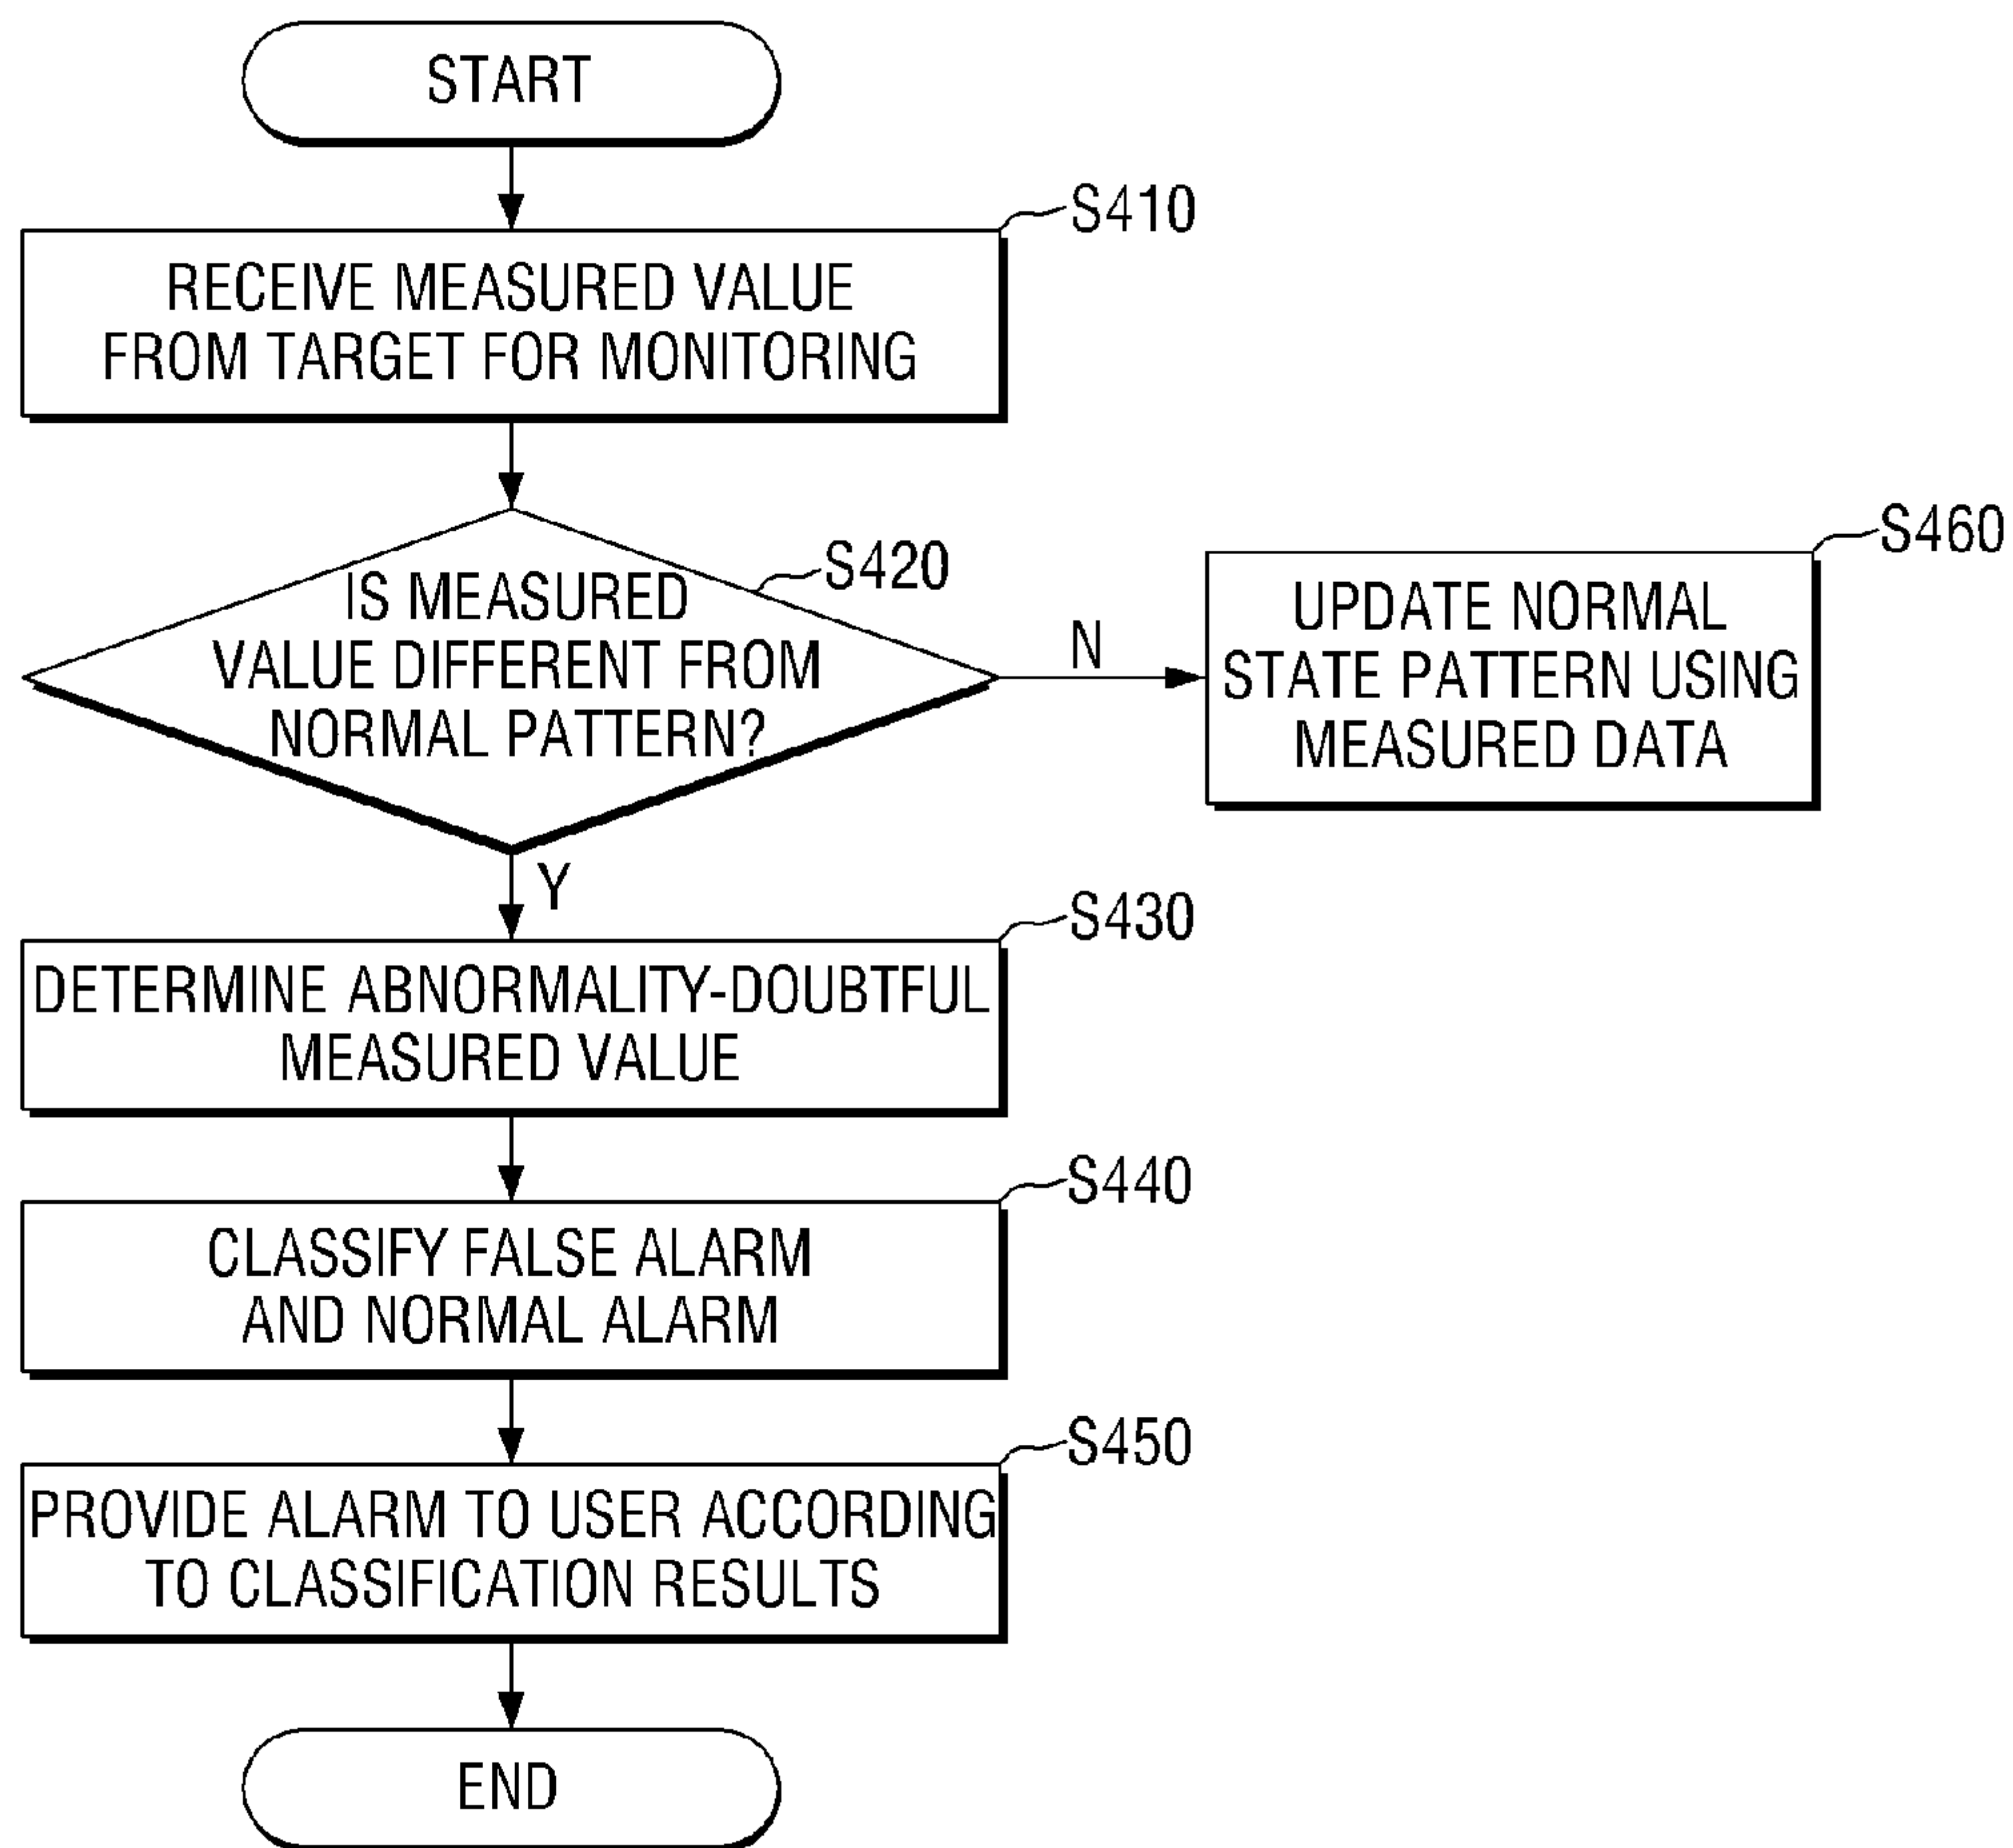 START
S410
RECEIVE MEASURED VALUE
FROM TARGET FOR MONITORING
S420
IS MEASURED
VALUE DIFFERENT FROM
NORMAL PATTERN?
N
S460
UPDATE NORMAL
STATE PATTERN USING
MEASURED DATA
Y
S430
DETERMINE ABNORMALITY-DOUBTFUL
MEASURED VALUE
S440
CLASSIFY FALSE ALARM
AND NORMAL ALARM
S450
PROVIDE ALARM TO USER ACCORDING
TO CLASSIFICATION RESULTS
END